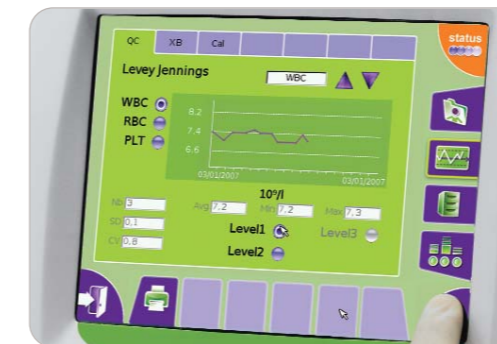 QC XB Cal
status
Levey Jennings WBC
WBC
RBC
PLT
8.2
7.4
6.6
03/01/2007 03/01/2007
10⁹/l
Nb 3 Avg 7,2 Min 7,2 Max 7,3
SD 0,1
Level1 Level3
CV 0,8
Level2